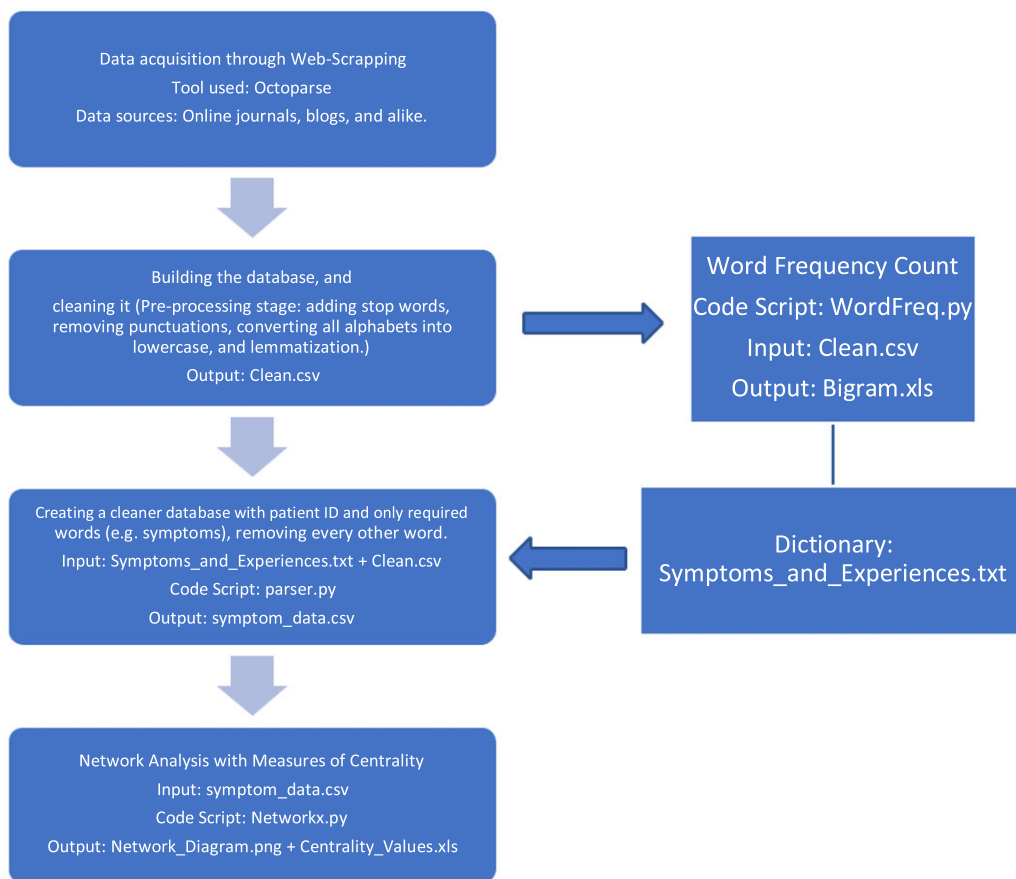 Data acquisition through Web-Scrapping
Tool used: Octoparse
Data sources: Online journals, blogs, and alike.
Building the database, and
cleaning it (Pre-processing stage: adding stop words,
removing punctuations, converting all alphabets into
lowercase, and lemmatization.)
Output: Clean.csv
Word Frequency Count
Code Script: WordFreq.py
Input: Clean.csv
Output: Bigram.xls
Dictionary:
Symptoms_and_Experiences.txt
Creating a cleaner database with patient ID and only required
words (e.g. symptoms), removing every other word.
Input: Symptoms_and_Experiences.txt + Clean.csv
Code Script: parser.py
Output: symptom_data.csv
Network Analysis with Measures of Centrality
Input: symptom_data.csv
Code Script: Networkx.py
Output: Network_Diagram.png + Centrality_Values.xls